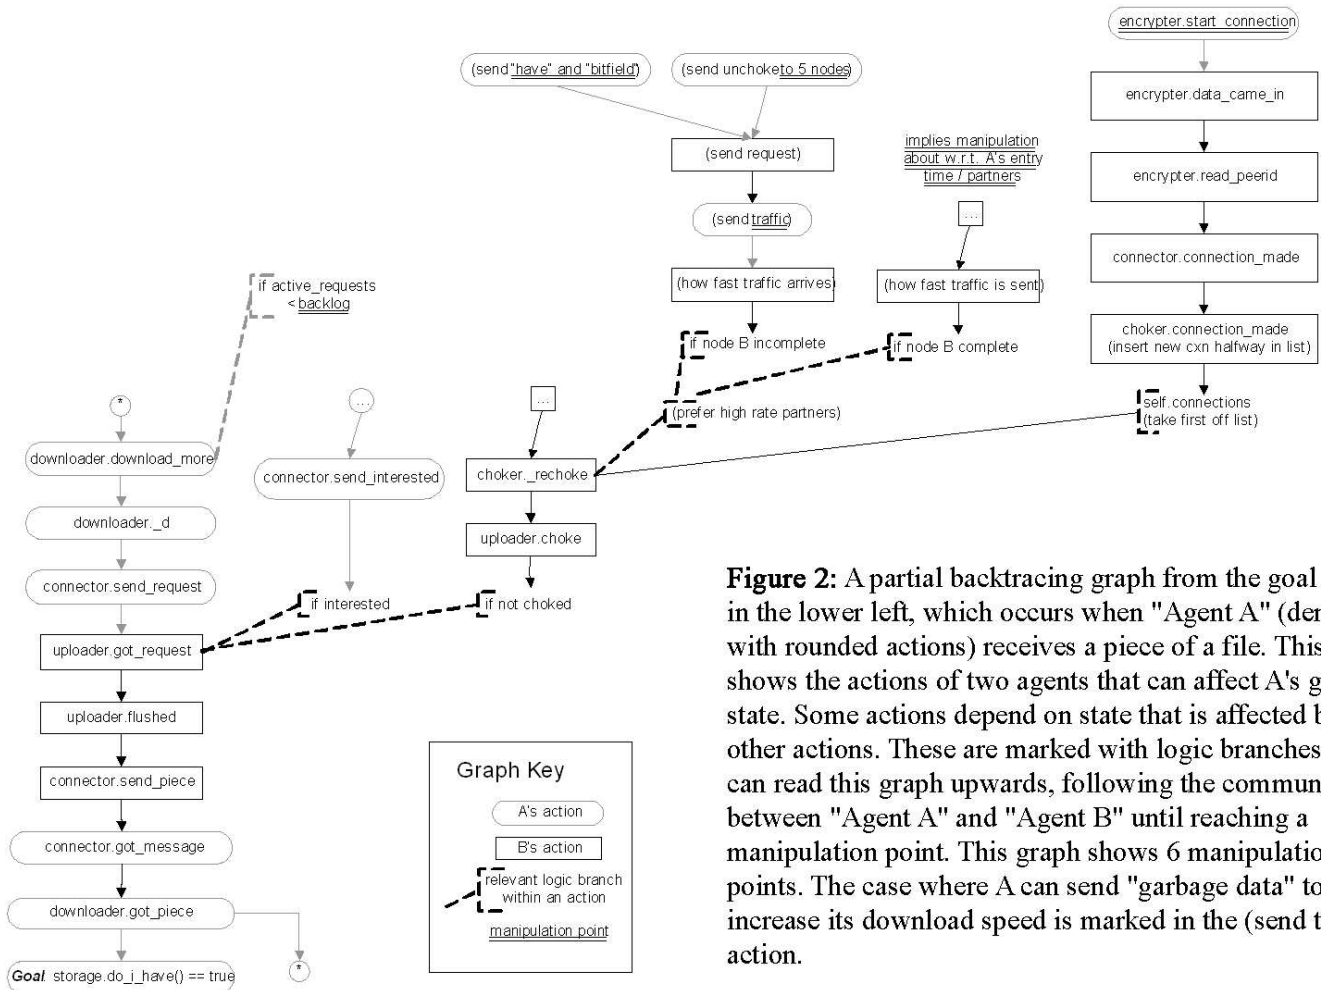 encrypter.start_connection
(send "have" and "bitfield")
(send unchoke to 5 nodes)
encrypter.data_came_in
(send request)
implies manipulation
about w.r.t. A's entry
time / partners
encrypter.read_peerid
...
(send traffic)
connector.connection_made
if active_requests
< backlog
(how fast traffic arrives)
(how fast traffic is sent)
choker.connection_made
(insert new cxn halfway in list)
if node B incomplete
if node B complete
*
...
...
(prefer high rate partners)
self.connections
(take first off list)
downloader.download_more
connector.send_interested
choker._rechoke
downloader._d
uploader.choke
connector.send_request
if interested
if not choked
uploader.got_request
uploader.flushed
connector.send_piece
connector.got_message
downloader.got_piece
*
Goal: storage.do_i_have() == true
Graph Key
A's action
B's action
relevant logic branch
within an action
manipulation point
Figure 2: A partial backtracing graph from the goal
in the lower left, which occurs when "Agent A"
with rounded actions) receives a piece of a file. This
shows the actions of two agents that can affect A's
state. Some actions depend on state that is affected
other actions. These are marked with logic branches
can read this graph upwards, following the
between "Agent A" and "Agent B" until reaching a
manipulation point. This graph shows 6
points. The case where A can send "garbage data" to
increase its download speed is marked in the (send
action.